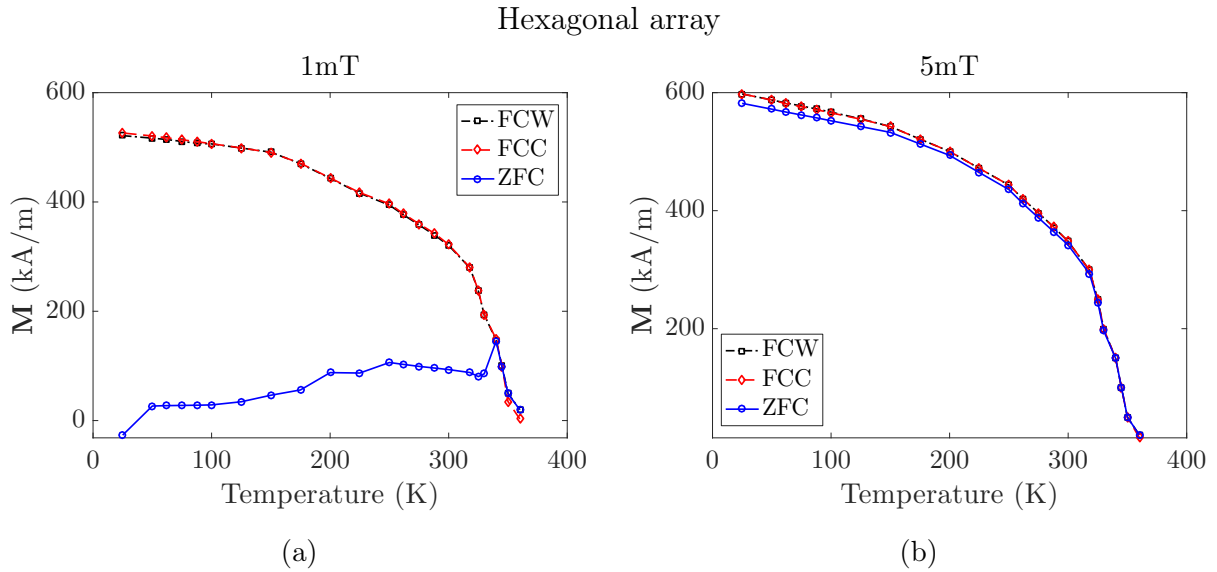 Hexagonal array
1mT
600
400
200
0
M (kA/m)
FCW
FCC
ZFC
0 100 200 300 400
Temperature (K)
(a)
5mT
600
400
200
M (kA/m)
FCW
FCC
ZFC
0 100 200 300 400
Temperature (K)
(b)